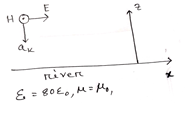 H E
z
a_k
x
river
ε = 80ε₀, μ = μ₀,